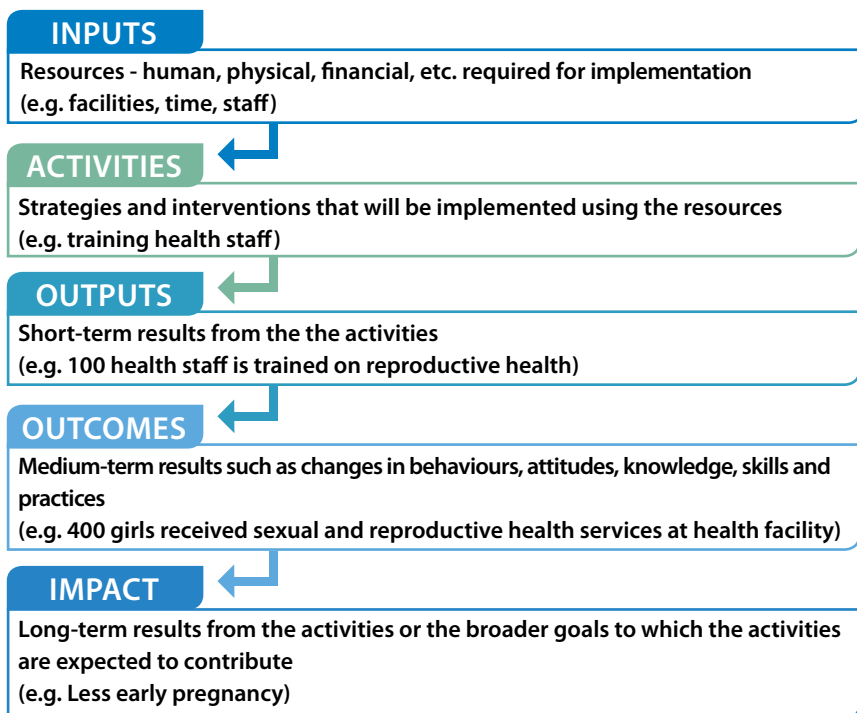 INPUTS
Resources - human, physical, financial, etc. required for implementation
(e.g. facilities, time, staff)
ACTIVITIES
Strategies and interventions that will be implemented using the resources
(e.g. training health staff)
OUTPUTS
Short-term results from the the activities
(e.g. 100 health staff is trained on reproductive health)
OUTCOMES
Medium-term results such as changes in behaviours, attitudes, knowledge, skills and
practices
(e.g. 400 girls received sexual and reproductive health services at health facility)
IMPACT
Long-term results from the activities or the broader goals to which the activities
are expected to contribute
(e.g. Less early pregnancy)